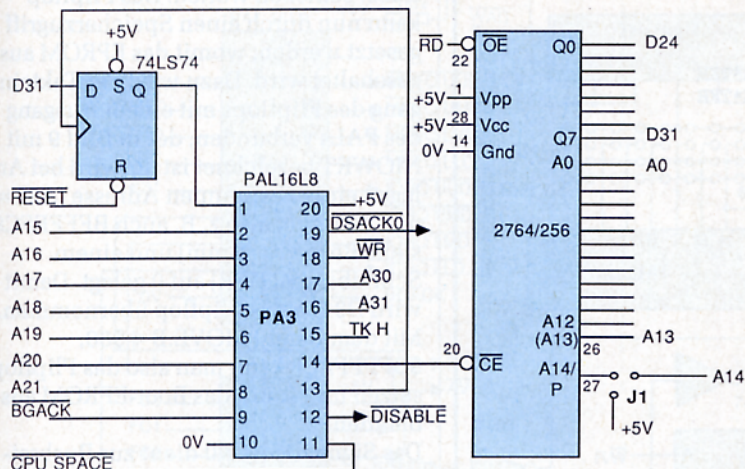 +5V
74LS74
D31
D S Q
R
RESET
PAL16L8
A15
A16
A17
A18
A19
A20
A21
BGACK
0V
CPU SPACE
1
2
3
4
5
6
7
8
9
10
PA3
20
19
18
17
16
15
14
13
12
11
+5V
DSACK0
WR
A30
A31
TK H
DISABLE
RD
22
OE
Q0
D24
+5V
1
Vpp
+5V
28
Vcc
0V
14
Gnd
Q7
D31
A0
A0
2764/256
A12
(A13)
26
A13
20
CE
A14/
P
27
J1
A14
+5V